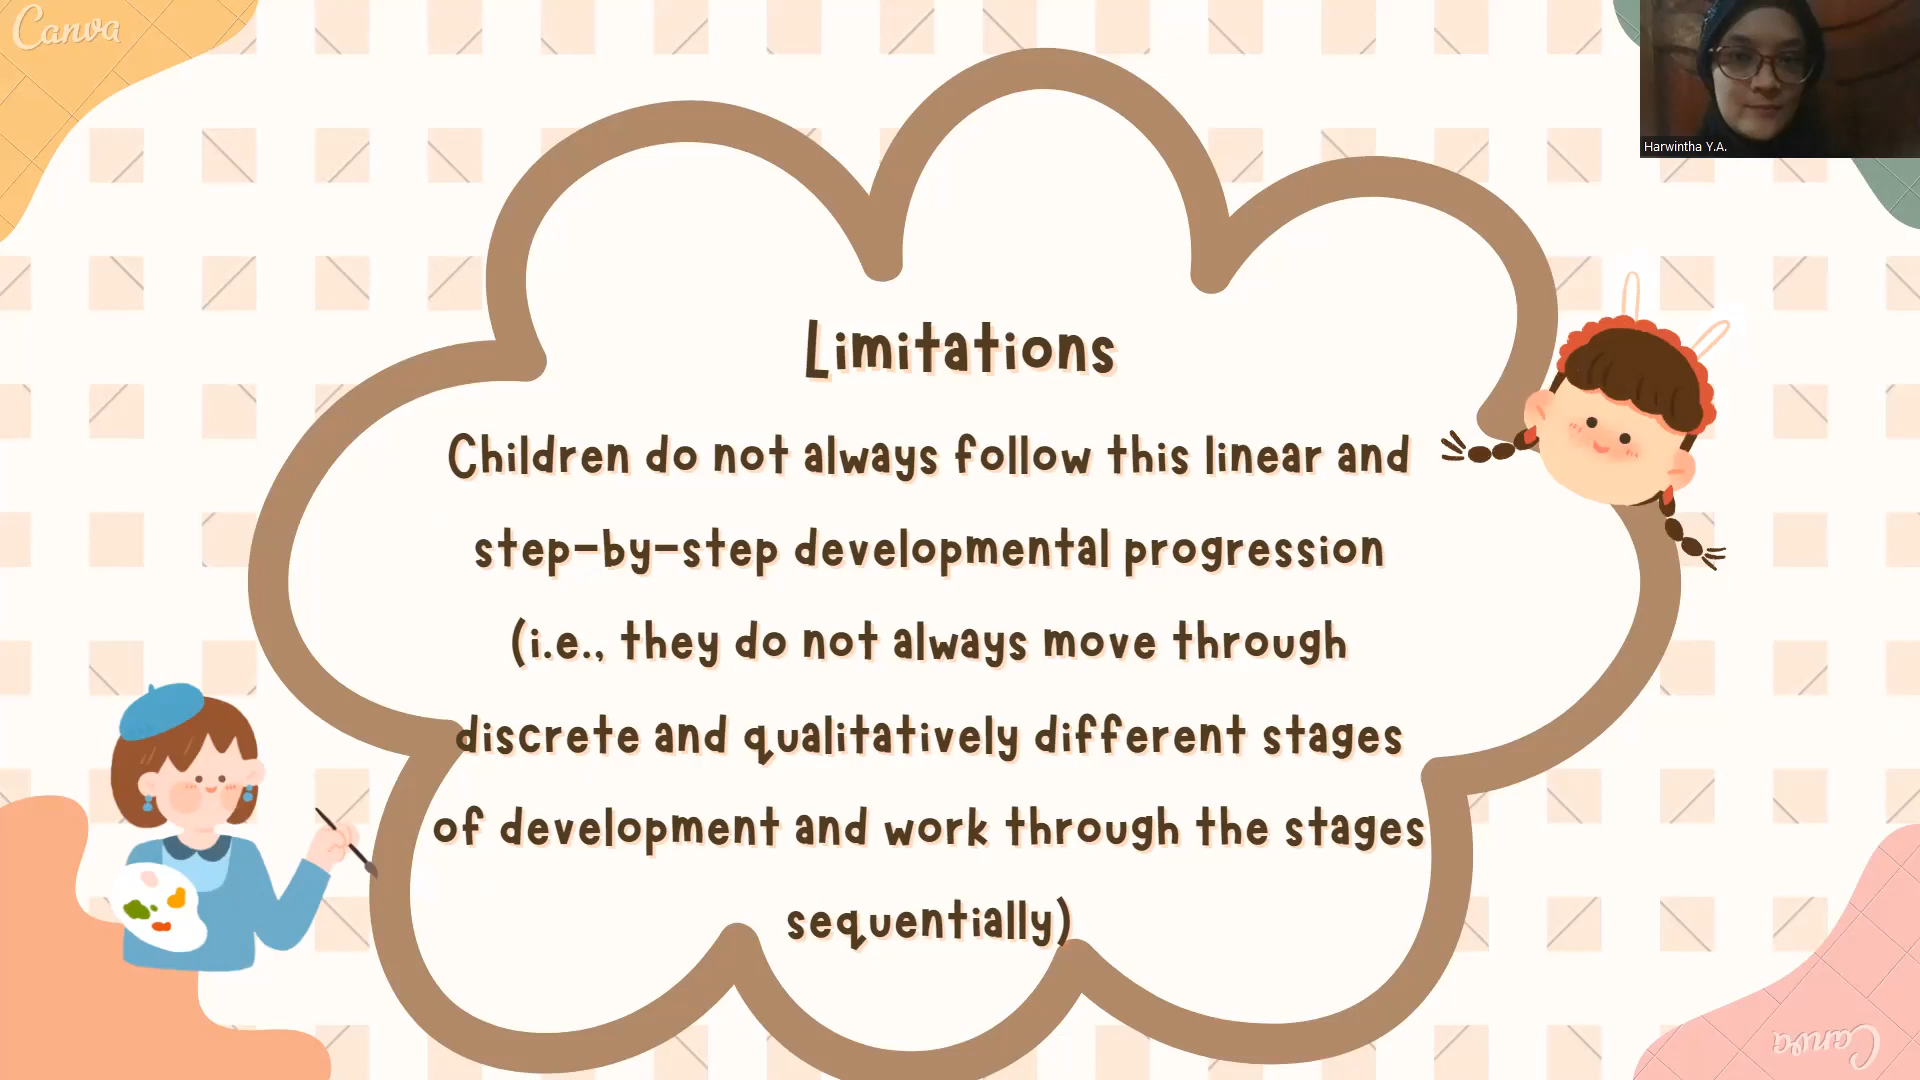 Canva
Harwintha Y.A.
Limitations
Children do not always follow this linear and
step-by-step developmental progression
(i.e., they do not always move through
discrete and qualitatively different stages
of development and work through the stages
sequentially)
Canva